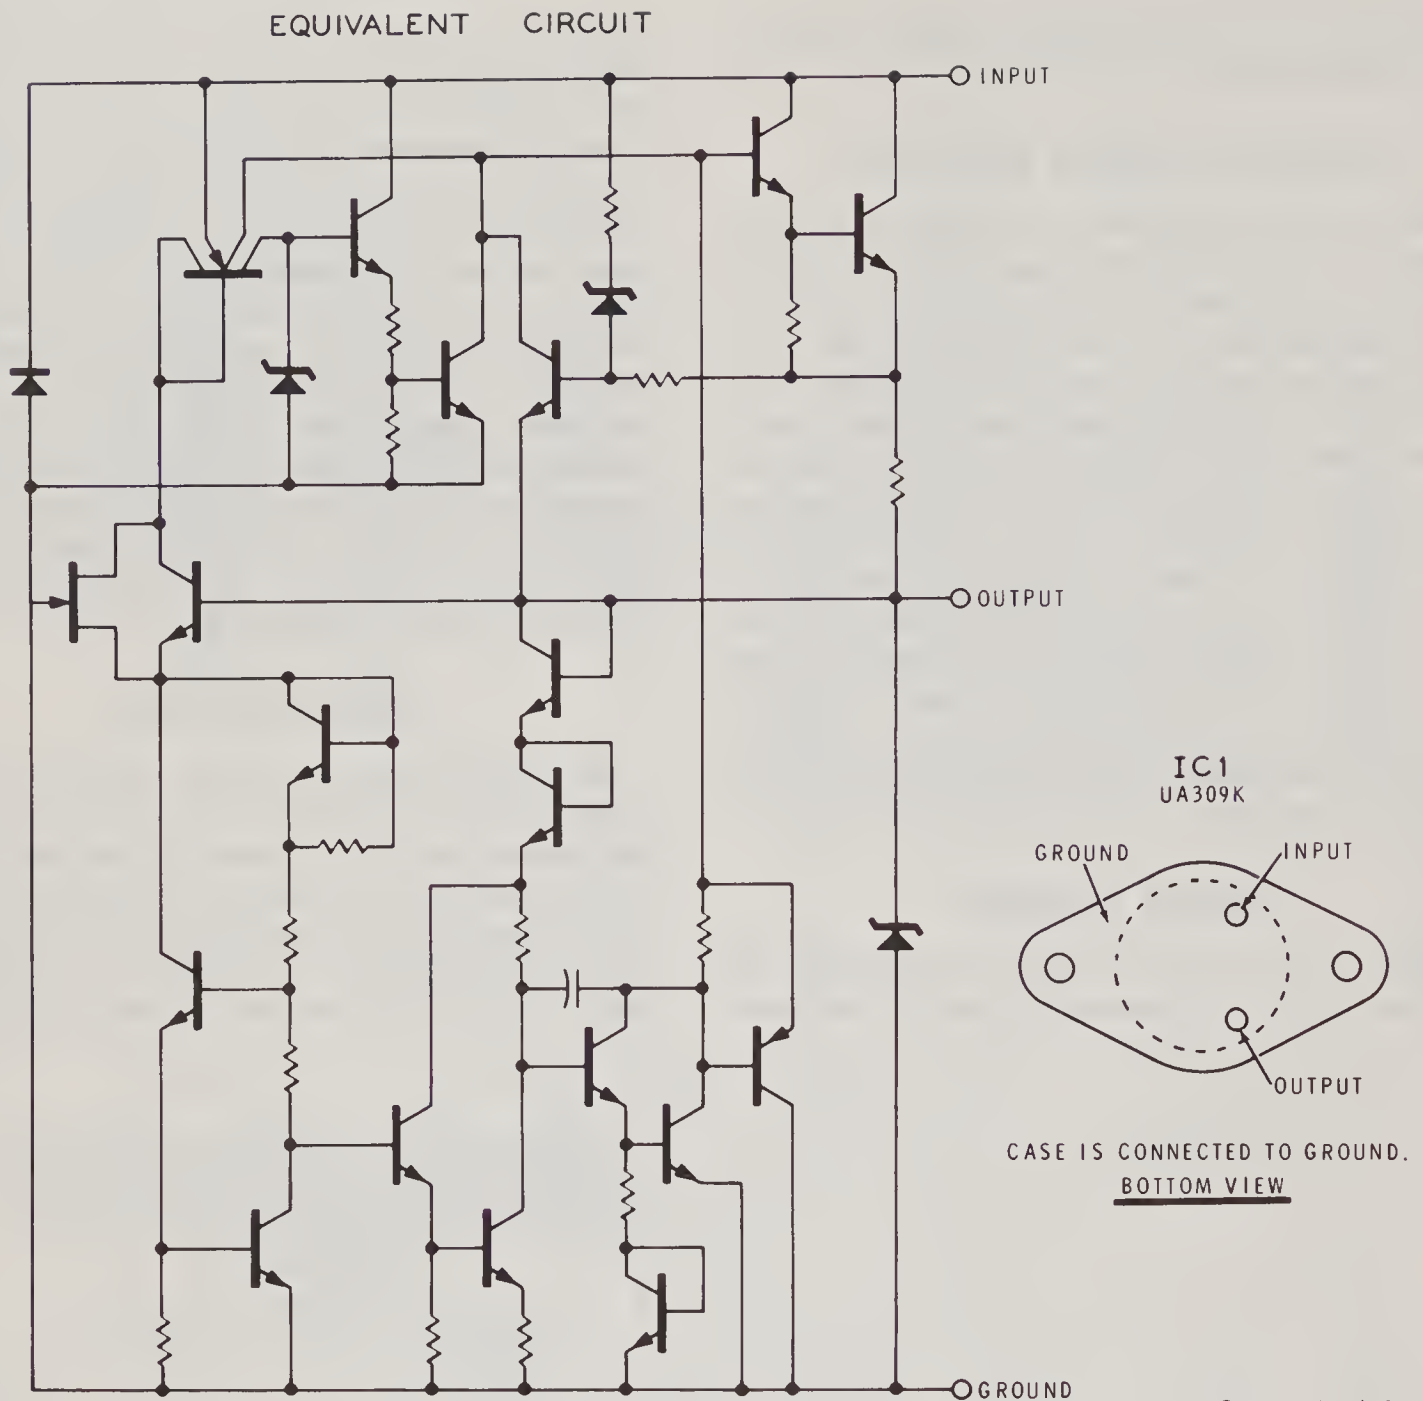 EQUIVALENT CIRCUIT
INPUT
OUTPUT
IC1
UA309K
GROUND
INPUT
OUTPUT
CASE IS CONNECTED TO GROUND.
BOTTOM VIEW
GROUND